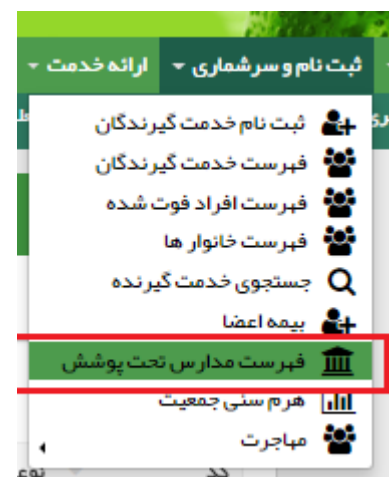 ثبت نام و سرشماری ارائه خدمت
ثبت نام خدمت گیرندگان
فهرست خدمت گیرندگان
فهرست افراد فوت شده
فهرست خانوار ها
جستجوی خدمت گیرنده
بیمه اعضا
فهرست مدارس تحت پوشش
هرم سنی جمعیت
مهاجرت